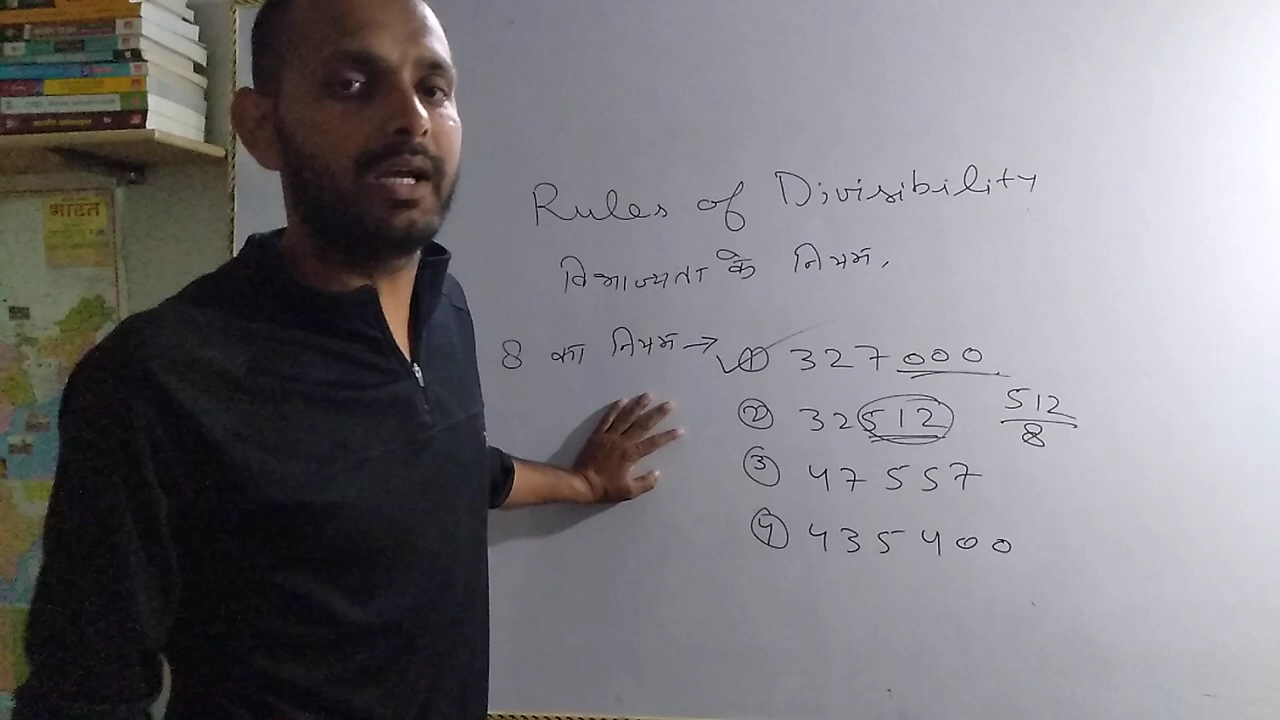 भारत
Rules of Divisibility
विभाज्यता के नियम,
8 का नियम → ① 327000
② 32512 512/8
③ 47557
④ 435400